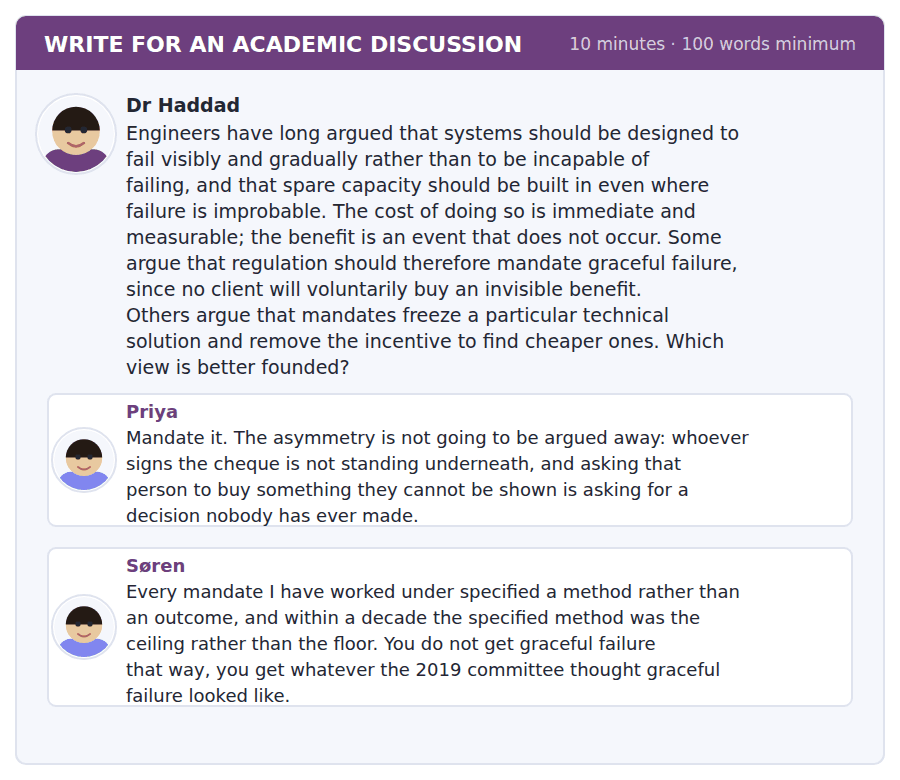 WRITE FOR AN ACADEMIC DISCUSSION
10 minutes · 100 words minimum
Dr Haddad
Engineers have long argued that systems should be designed to
fail visibly and gradually rather than to be incapable of
failing, and that spare capacity should be built in even where
failure is improbable. The cost of doing so is immediate and
measurable; the benefit is an event that does not occur. Some
argue that regulation should therefore mandate graceful failure,
since no client will voluntarily buy an invisible benefit.
Others argue that mandates freeze a particular technical
solution and remove the incentive to find cheaper ones. Which
view is better founded?
Priya
Mandate it. The asymmetry is not going to be argued away: whoever
signs the cheque is not standing underneath, and asking that
person to buy something they cannot be shown is asking for a
decision nobody has ever made.
Søren
Every mandate I have worked under specified a method rather than
an outcome, and within a decade the specified method was the
ceiling rather than the floor. You do not get graceful failure
that way, you get whatever the 2019 committee thought graceful
failure looked like.